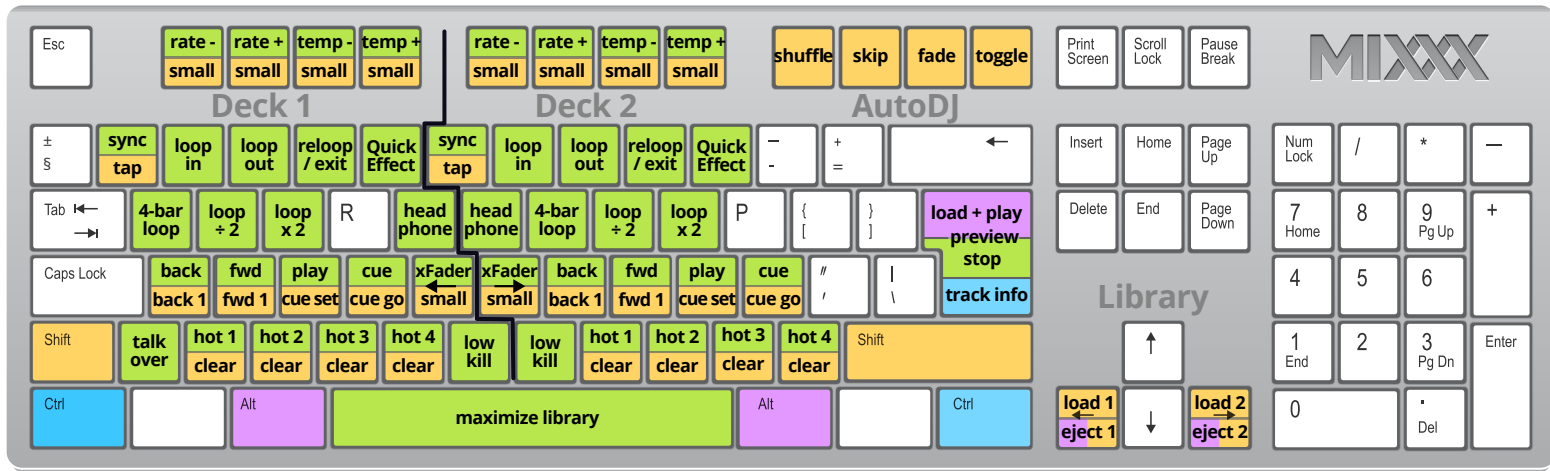 Esc
rate - rate + temp - temp +
small small small small
rate - rate + temp - temp +
small small small small
shuffle skip fade toggle
Print Screen
Scroll Lock
Pause Break
MIXXX
Deck 1
Deck 2
AutoDJ
±
§
sync
tap
loop in
loop out
reloop / exit
Quick Effect
sync
tap
loop in
loop out
reloop / exit
Quick Effect
—
-
+
=
←
Insert
Home
Page Up
Num Lock
/
*
—
Tab
4-bar loop
loop ÷ 2
loop x 2
R
head phone
head phone
4-bar loop
loop ÷ 2
loop x 2
P
{
[
}
]
load + play
preview
stop
track info
Delete
End
Page Down
7
Home
8
9
Pg Up
+
Caps Lock
back
back 1
fwd
fwd 1
play
cue set
cue
cue go
xFader
←
small
xFader
→
small
back
back 1
fwd
fwd 1
play
cue set
cue
cue go
"
'
|
\
Library
4
5
6
Shift
talk over
hot 1
clear
hot 2
clear
hot 3
clear
hot 4
clear
low kill
low kill
hot 1
clear
hot 2
clear
hot 3
clear
hot 4
clear
Shift
↑
1
End
2
3
Pg Dn
Enter
Ctrl
Alt
maximize library
Alt
Ctrl
load 1
←
eject 1
↓
load 2
→
eject 2
0
.
Del